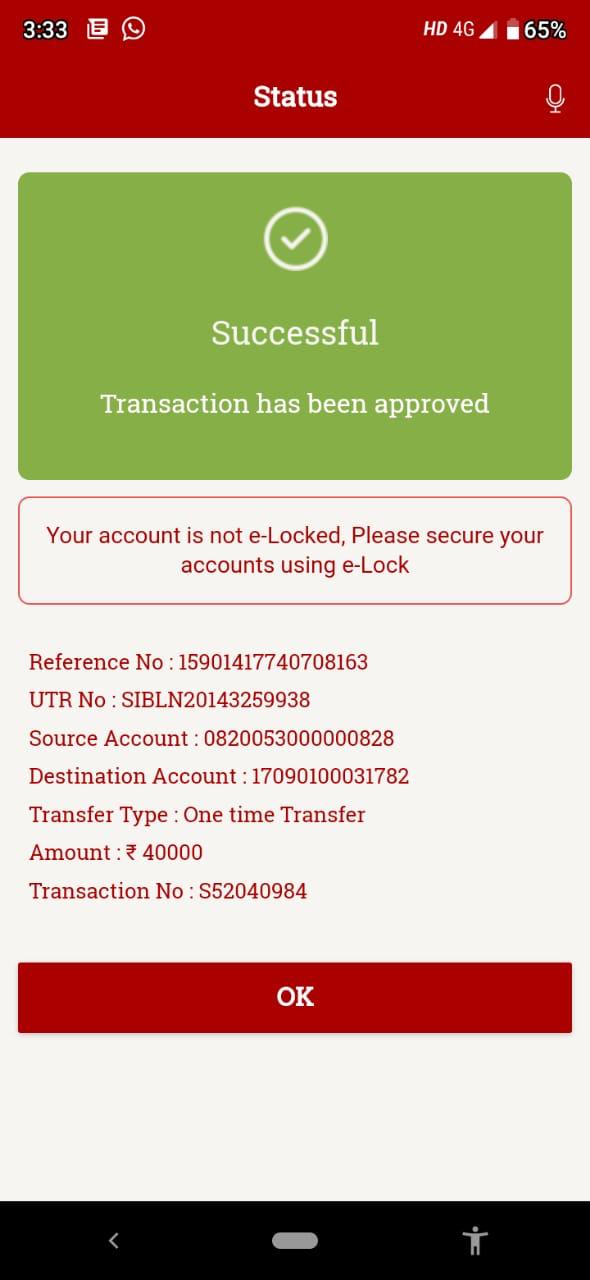 3:33 HD 4G 65%
Status
Successful
Transaction has been approved
Your account is not e-Locked, Please secure your
accounts using e-Lock
Reference No : 15901417740708163
UTR No : SIBLN20143259938
Source Account : 0820053000000828
Destination Account : 17090100031782
Transfer Type : One time Transfer
Amount : ₹ 40000
Transaction No : S52040984
OK